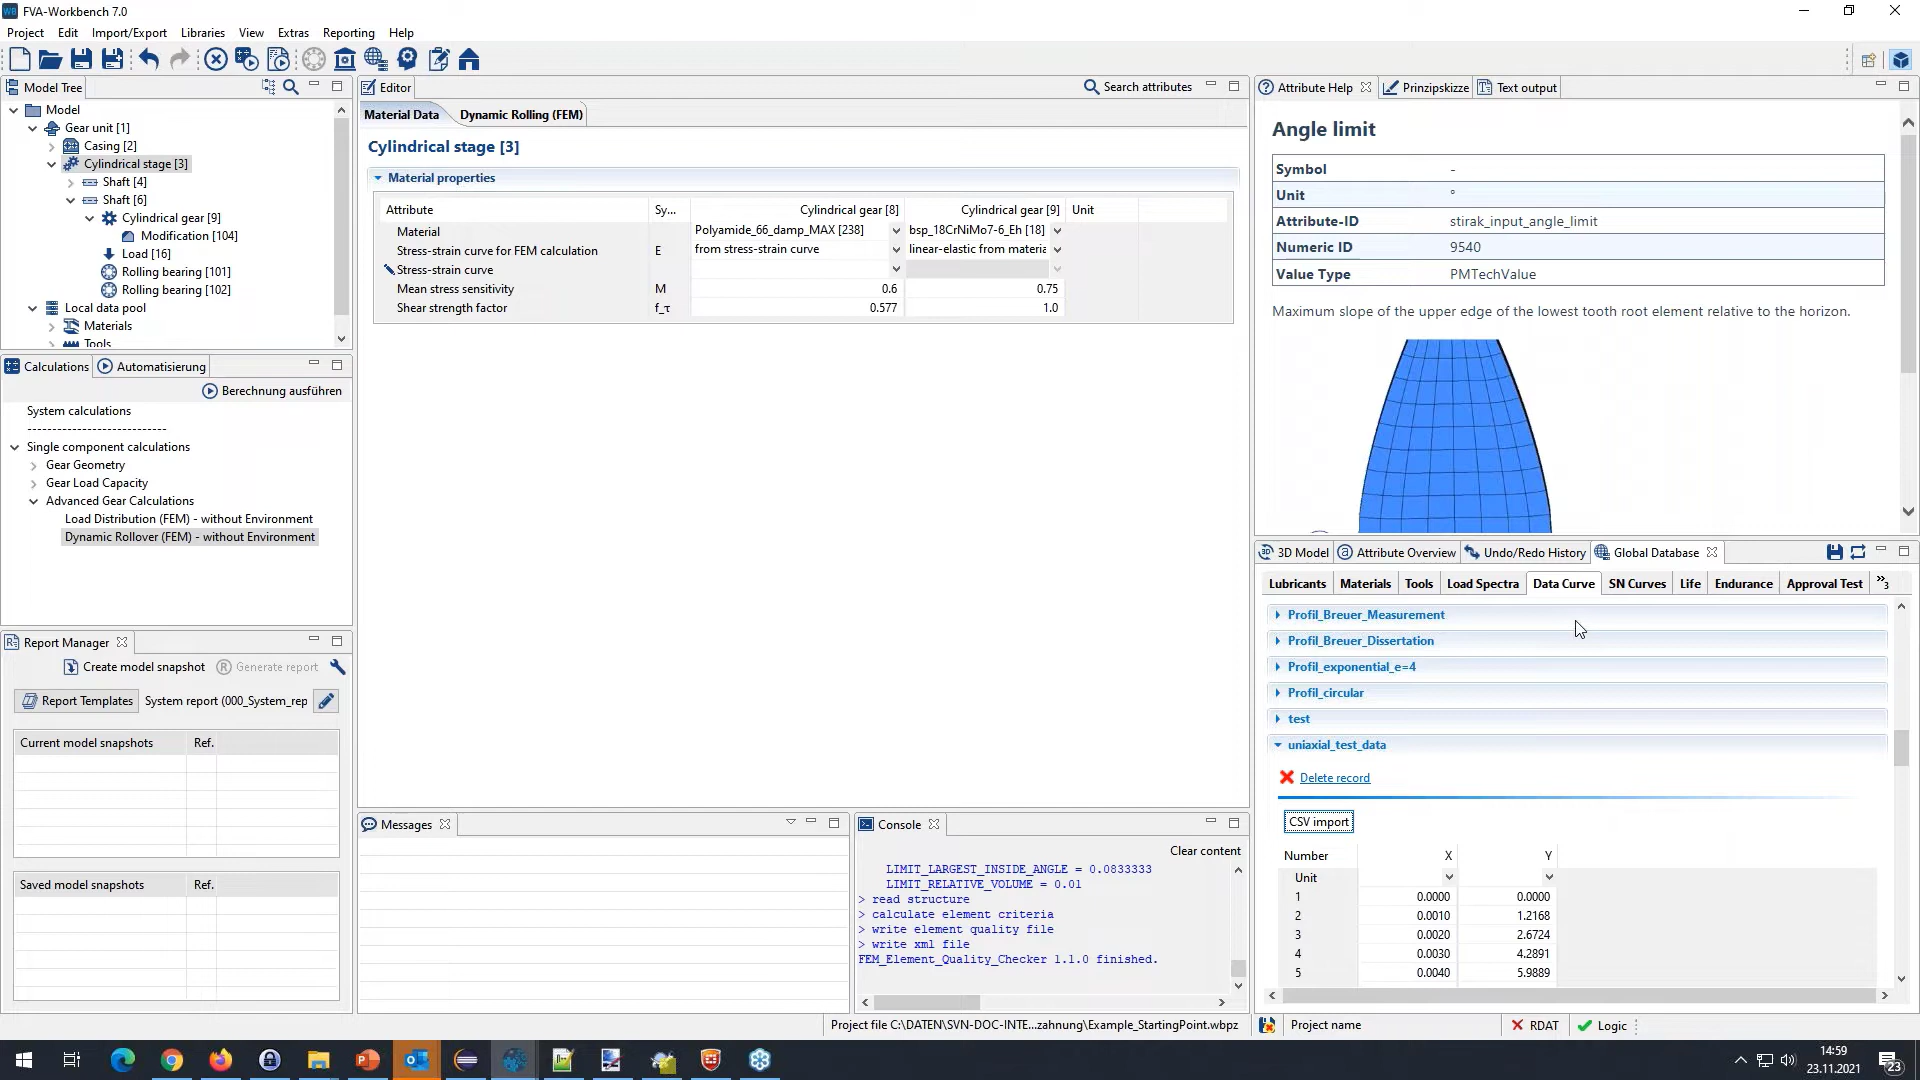 FVA-Workbench 7.0
Project Edit Import/Export Libraries View Extras Reporting Help
Model Tree
Model
Gear unit [1]
Casing [2]
Cylindrical stage [3]
Shaft [4]
Shaft [6]
Cylindrical gear [9]
Modification [104]
Load [16]
Rolling bearing [101]
Rolling bearing [102]
Local data pool
Materials
Tools
Calculations Automatisierung
Berechnung ausführen
System calculations
----------------------------
Single component calculations
Gear Geometry
Gear Load Capacity
Advanced Gear Calculations
Load Distribution (FEM) - without Environment
Dynamic Rollover (FEM) - without Environment
Report Manager
Create model snapshot Generate report
Report Templates System report (000_System_rep
Current model snapshots Ref.
Saved model snapshots Ref.
Editor Search attributes
Material Data Dynamic Rolling (FEM)
Cylindrical stage [3]
Material properties
Attribute Sy... Cylindrical gear [8] Cylindrical gear [9] Unit
Material Polyamide_66_damp_MAX [238] bsp_18CrNiMo7-6_Eh [18]
Stress-strain curve for FEM calculation E from stress-strain curve linear-elastic from materia
Stress-strain curve
Mean stress sensitivity M 0.6 0.75
Shear strength factor f_τ 0.577 1.0
Messages
Console
Clear content
LIMIT_LARGEST_INSIDE_ANGLE = 0.0833333
LIMIT_RELATIVE_VOLUME = 0.01
> read structure
> calculate element criteria
> write element quality file
> write xml file
FEM_Element_Quality_Checker 1.1.0 finished.
Attribute Help Prinzipskizze Text output
Angle limit
Symbol -
Unit °
Attribute-ID stirak_input_angle_limit
Numeric ID 9540
Value Type PMTechValue
Maximum slope of the upper edge of the lowest tooth root element relative to the horizon.
3D Model Attribute Overview Undo/Redo History Global Database
Lubricants Materials Tools Load Spectra Data Curve SN Curves Life Endurance Approval Test »3
Profil_Breuer_Measurement
Profil_Breuer_Dissertation
Profil_exponential_e=4
Profil_circular
test
uniaxial_test_data
Delete record
CSV import
Number X Y
Unit
1 0.0000 0.0000
2 0.0010 1.2168
3 0.0020 2.6724
4 0.0030 4.2891
5 0.0040 5.9889
Project file C:\DATEN\SVN-DOC-INTE...zahnung/Example_StartingPoint.wbpz Project name RDAT Logic
14:59
23.11.2021
23